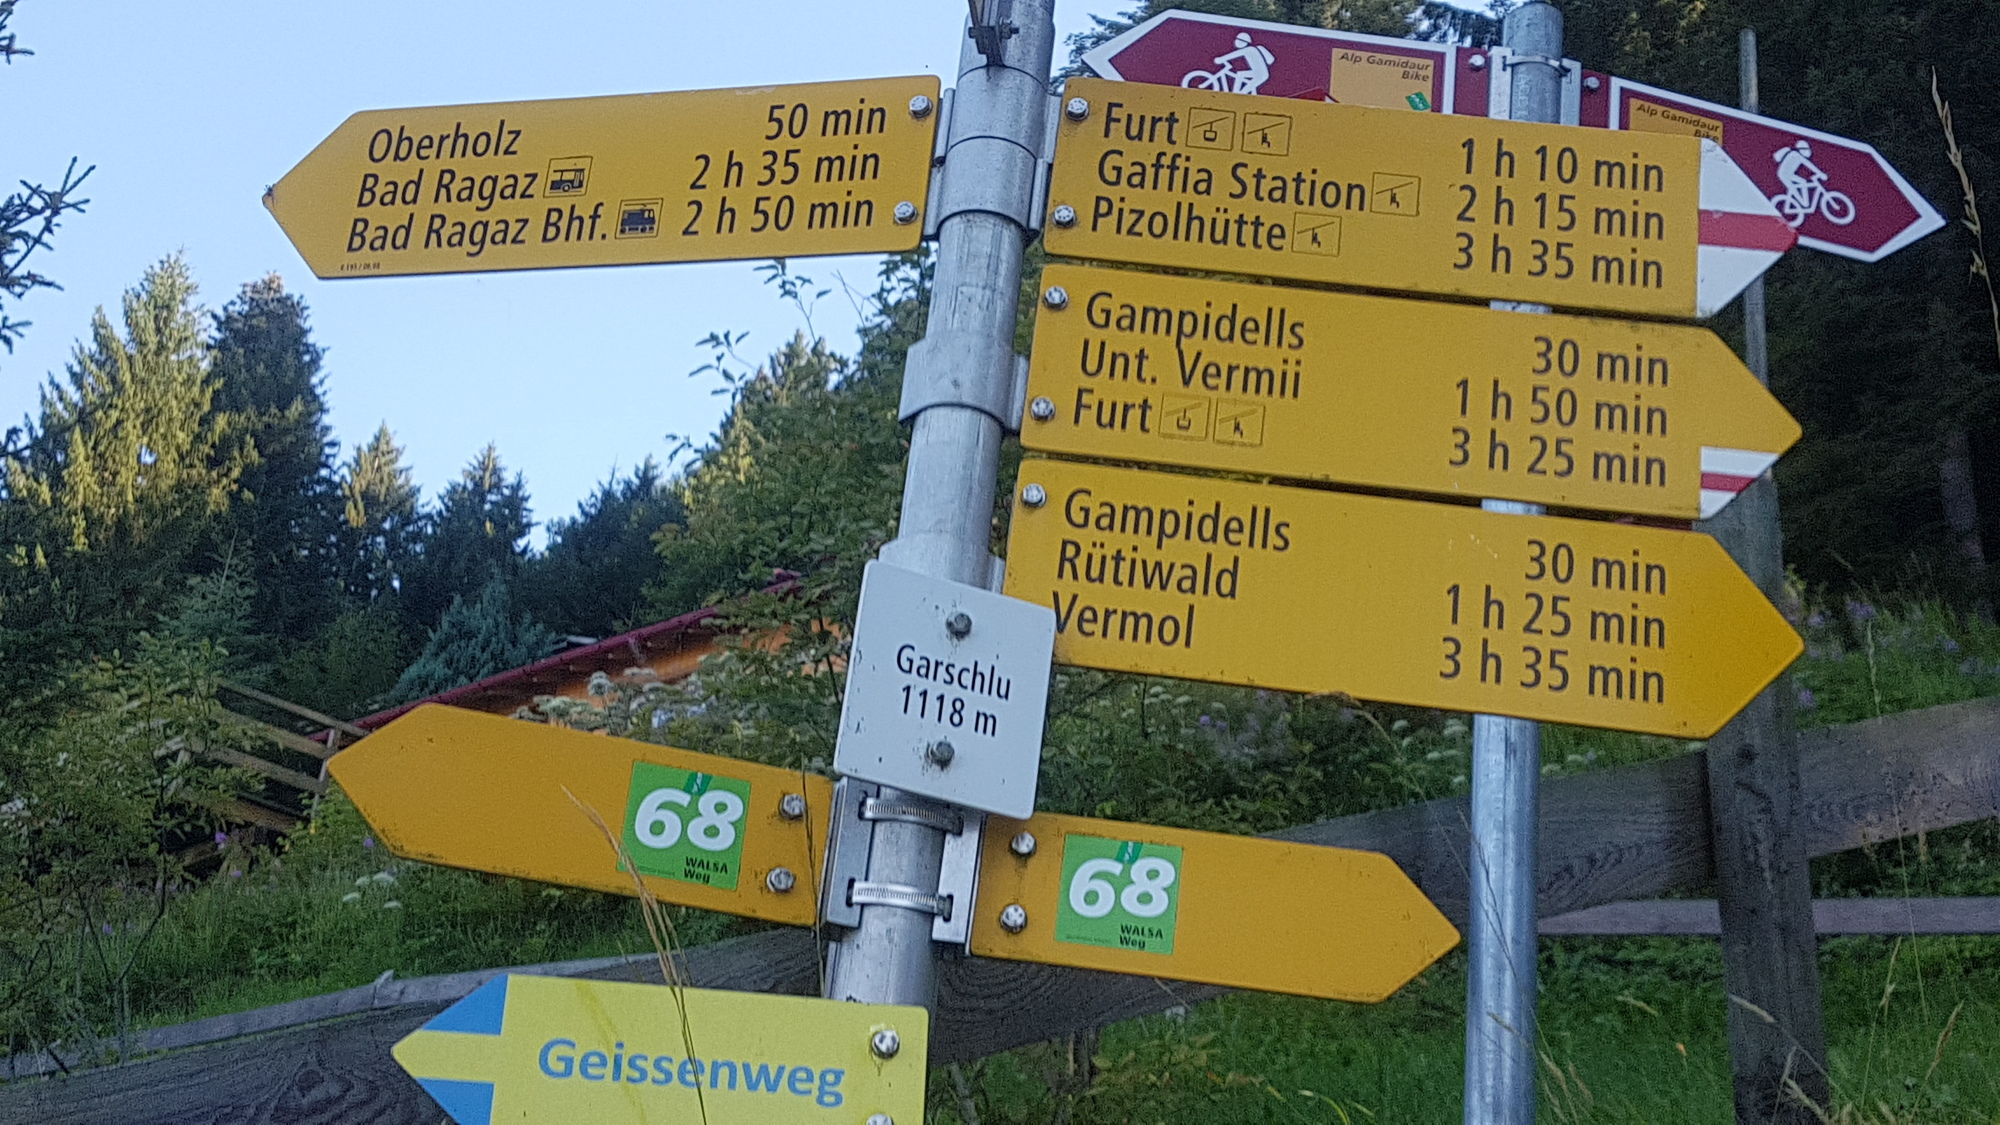 Alp Gamidaur
Bike
Alp Gamidaur
Bike
Oberholz 50 min
Bad Ragaz 2 h 35 min
Bad Ragaz Bhf. 2 h 50 min
Furt 1 h 10 min
Gaffia Station 2 h 15 min
Pizolhütte 3 h 35 min
Gampidells 30 min
Unt. Vermii 1 h 50 min
Furt 3 h 25 min
Gampidells 30 min
Rütiwald 1 h 25 min
Vermol 3 h 35 min
Garschlu
1118 m
68
WALSA
Weg
68
WALSA
Weg
Geissenweg